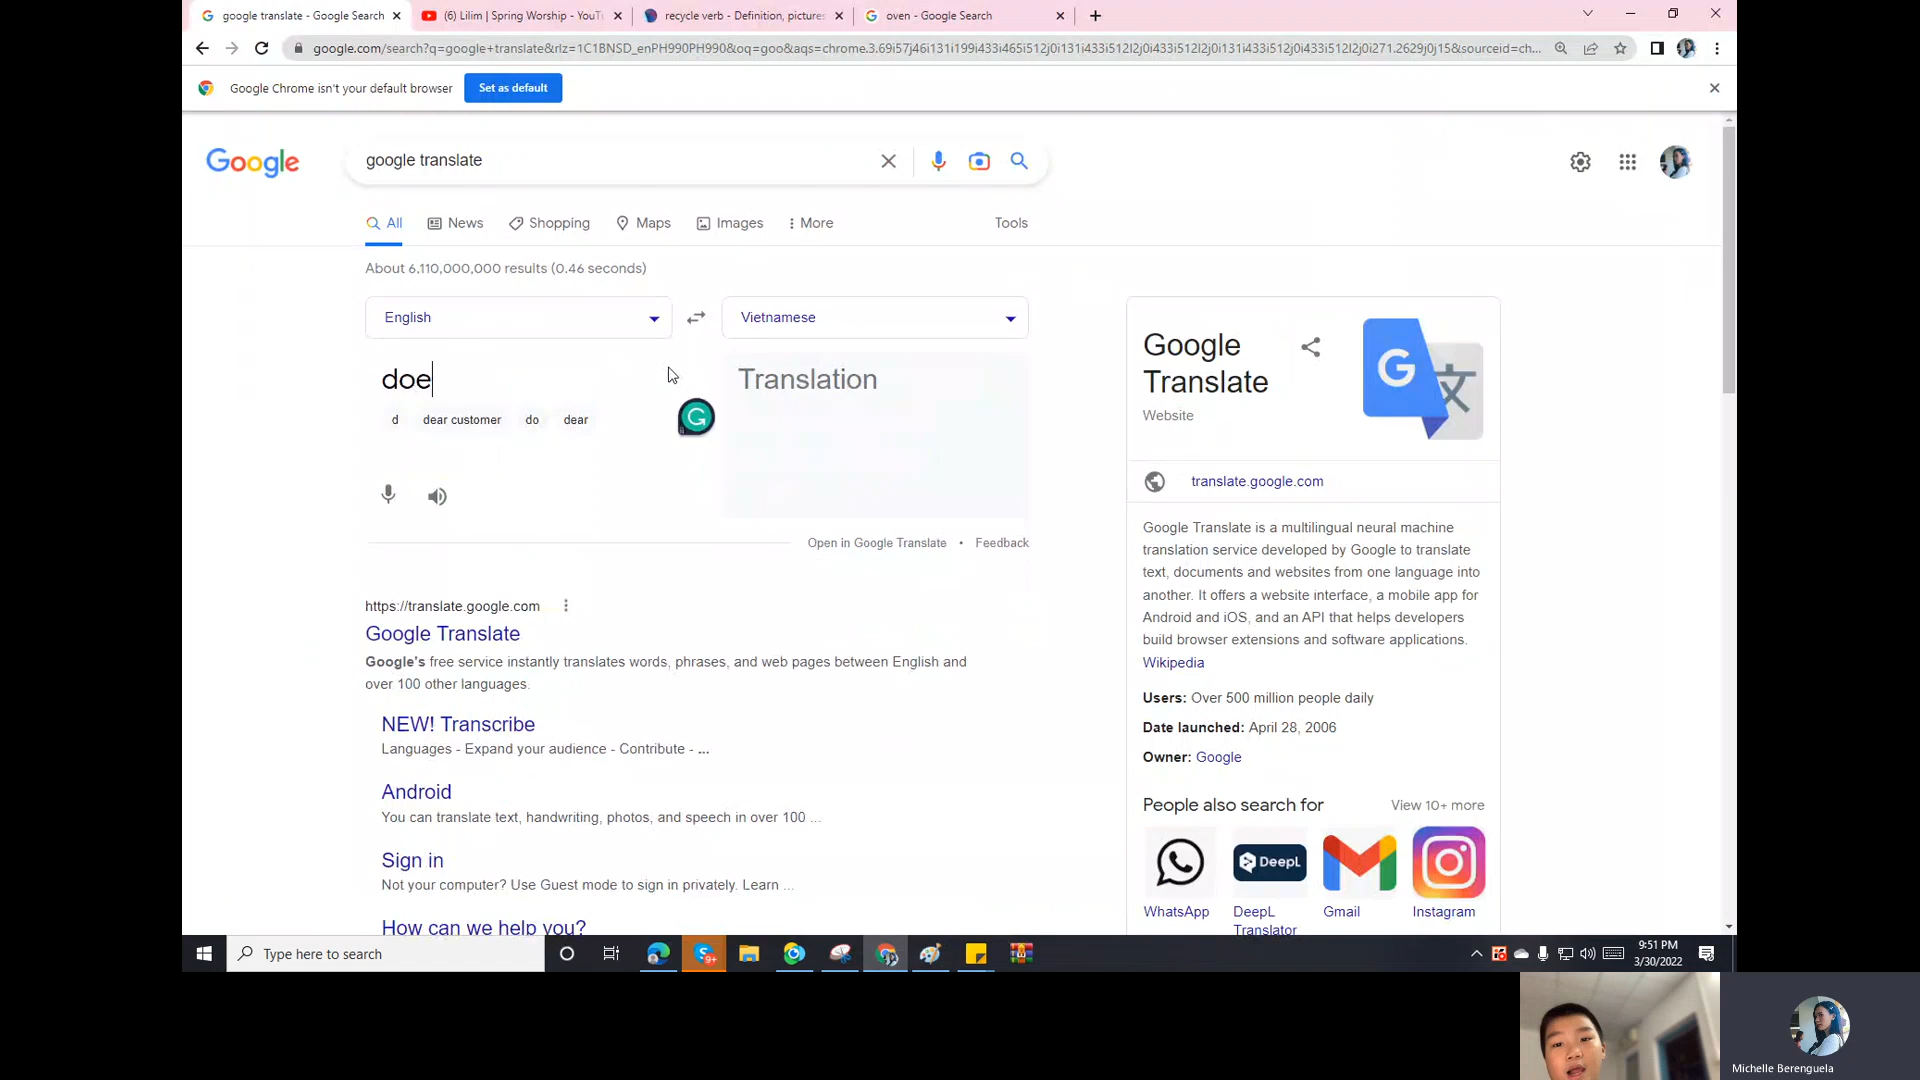 google translate - Google Search
(6) Lilim | Spring Worship - YouTu
recycle verb - Definition, pictures
oven - Google Search
google.com/search?q=google+translate&rlz=1C1BNSD_enPH990PH990&oq=goo&aqs=chrome.3.69i57j46i131i199i433i465i512j0i131i433i512l2j0i433i512l2j0i131i433i512j0i433i512l2j0i271.2629j0j15&sourceid=ch...
Google Chrome isn't your default browser
Set as default
Google
google translate
All
News
Shopping
Maps
Images
More
Tools
About 6,110,000,000 results (0.46 seconds)
English
Vietnamese
doe
Translation
d
dear customer
do
dear
Open in Google Translate • Feedback
https://translate.google.com
Google Translate
Google's free service instantly translates words, phrases, and web pages between English and
over 100 other languages.
NEW! Transcribe
Languages - Expand your audience - Contribute - ...
Android
You can translate text, handwriting, photos, and speech in over 100 ...
Sign in
Not your computer? Use Guest mode to sign in privately. Learn ...
How can we help you?
Google
Translate
Website
translate.google.com
Google Translate is a multilingual neural machine
translation service developed by Google to translate
text, documents and websites from one language into
another. It offers a website interface, a mobile app for
Android and iOS, and an API that helps developers
build browser extensions and software applications.
Wikipedia
Users: Over 500 million people daily
Date launched: April 28, 2006
Owner: Google
People also search for
View 10+ more
DeepL
WhatsApp
DeepL
Translator
Gmail
Instagram
Type here to search
9+
9:51 PM
3/30/2022
Michelle Berenguela